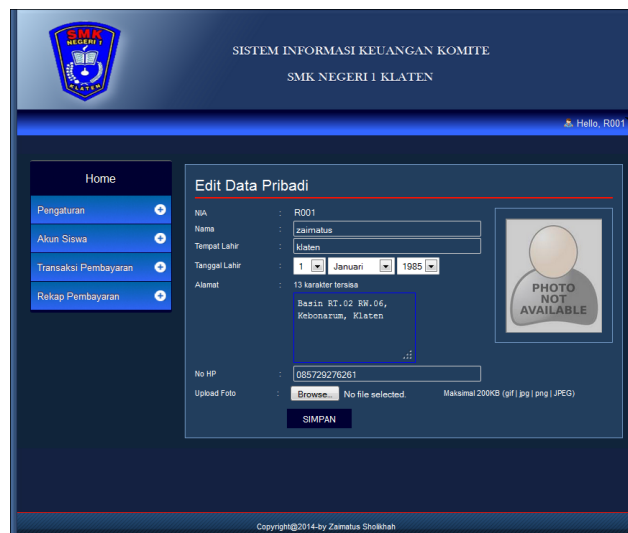 SMK
NEGERI 1
KLATEN
SISTEM INFORMASI KEUANGAN KOMITE
SMK NEGERI 1 KLATEN
Hello, R001
Home
Pengaturan
Akun Siswa
Transaksi Pembayaran
Rekap Pembayaran
Edit Data Pribadi
NIA : R001
Nama : zaimatus
Tempat Lahir : klaten
Tanggal Lahir : 1 Januari 1985
Alamat : 13 karakter tersisa
Basin RT.02 RW.06,
Kebonarum, Klaten
PHOTO
NOT
AVAILABLE
No HP : 085729276261
Upload Foto : Browse... No file selected. Maksimal 200KB (gif | jpg | png | JPEG)
SIMPAN
Copyright@2014-by Zaimatus Sholikhah